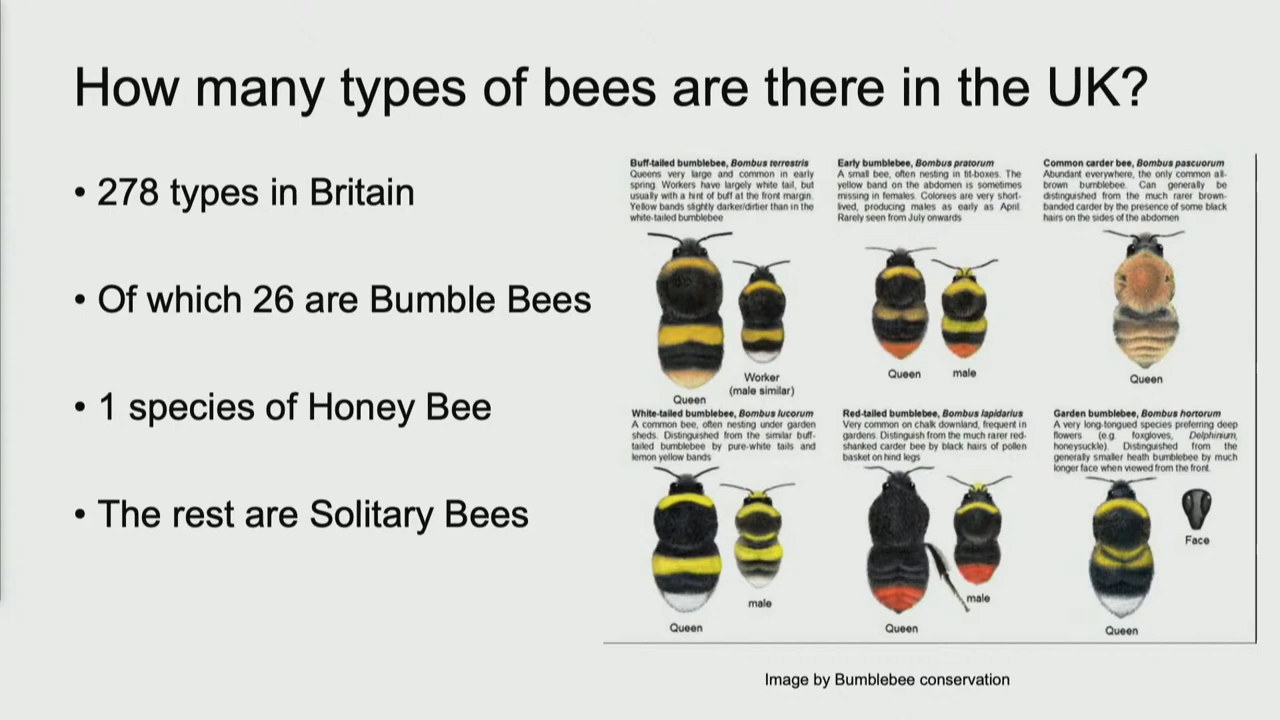 How many types of bees are there in the UK?
• 278 types in Britain
• Of which 26 are Bumble Bees
• 1 species of Honey Bee
• The rest are Solitary Bees
Buff-tailed bumblebee, Bombus terrestris
Queens very large and common in early
spring. Workers have largely white tail, but
usually with a hint of buff at the front margin.
Yellow bands slightly darker/dirtier than in the
white-tailed bumblebee
Queen
Worker
(male similar)
Early bumblebee, Bombus pratorum
A small bee, often nesting in tit-boxes. The
yellow band on the abdomen is sometimes
missing in females. Colonies are very short-
lived, producing males as early as April.
Rarely seen from July onwards
Queen
male
Common carder bee, Bombus pascuorum
Abundant everywhere, the only common all-
brown bumblebee. Can generally be
distinguished from the much rarer brown-
banded carder by the presence of some black
hairs on the sides of the abdomen
Queen
White-tailed bumblebee, Bombus lucorum
A common bee, often nesting under garden
sheds. Distinguished from the similar buff-
tailed bumblebee by pure-white tails and
lemon yellow bands
Queen
male
Red-tailed bumblebee, Bombus lapidarius
Very common on chalk downland, frequent in
gardens. Distinguish from the much rarer red-
shanked carder bee by black hairs of pollen
basket on hind legs
Queen
male
Garden bumblebee, Bombus hortorum
A very long-tongued species preferring deep
flowers (e.g. foxgloves, Delphinium,
honeysuckle). Distinguished from the
generally smaller heath bumblebee by much
longer face when viewed from the front.
Face
Queen
Image by Bumblebee conservation